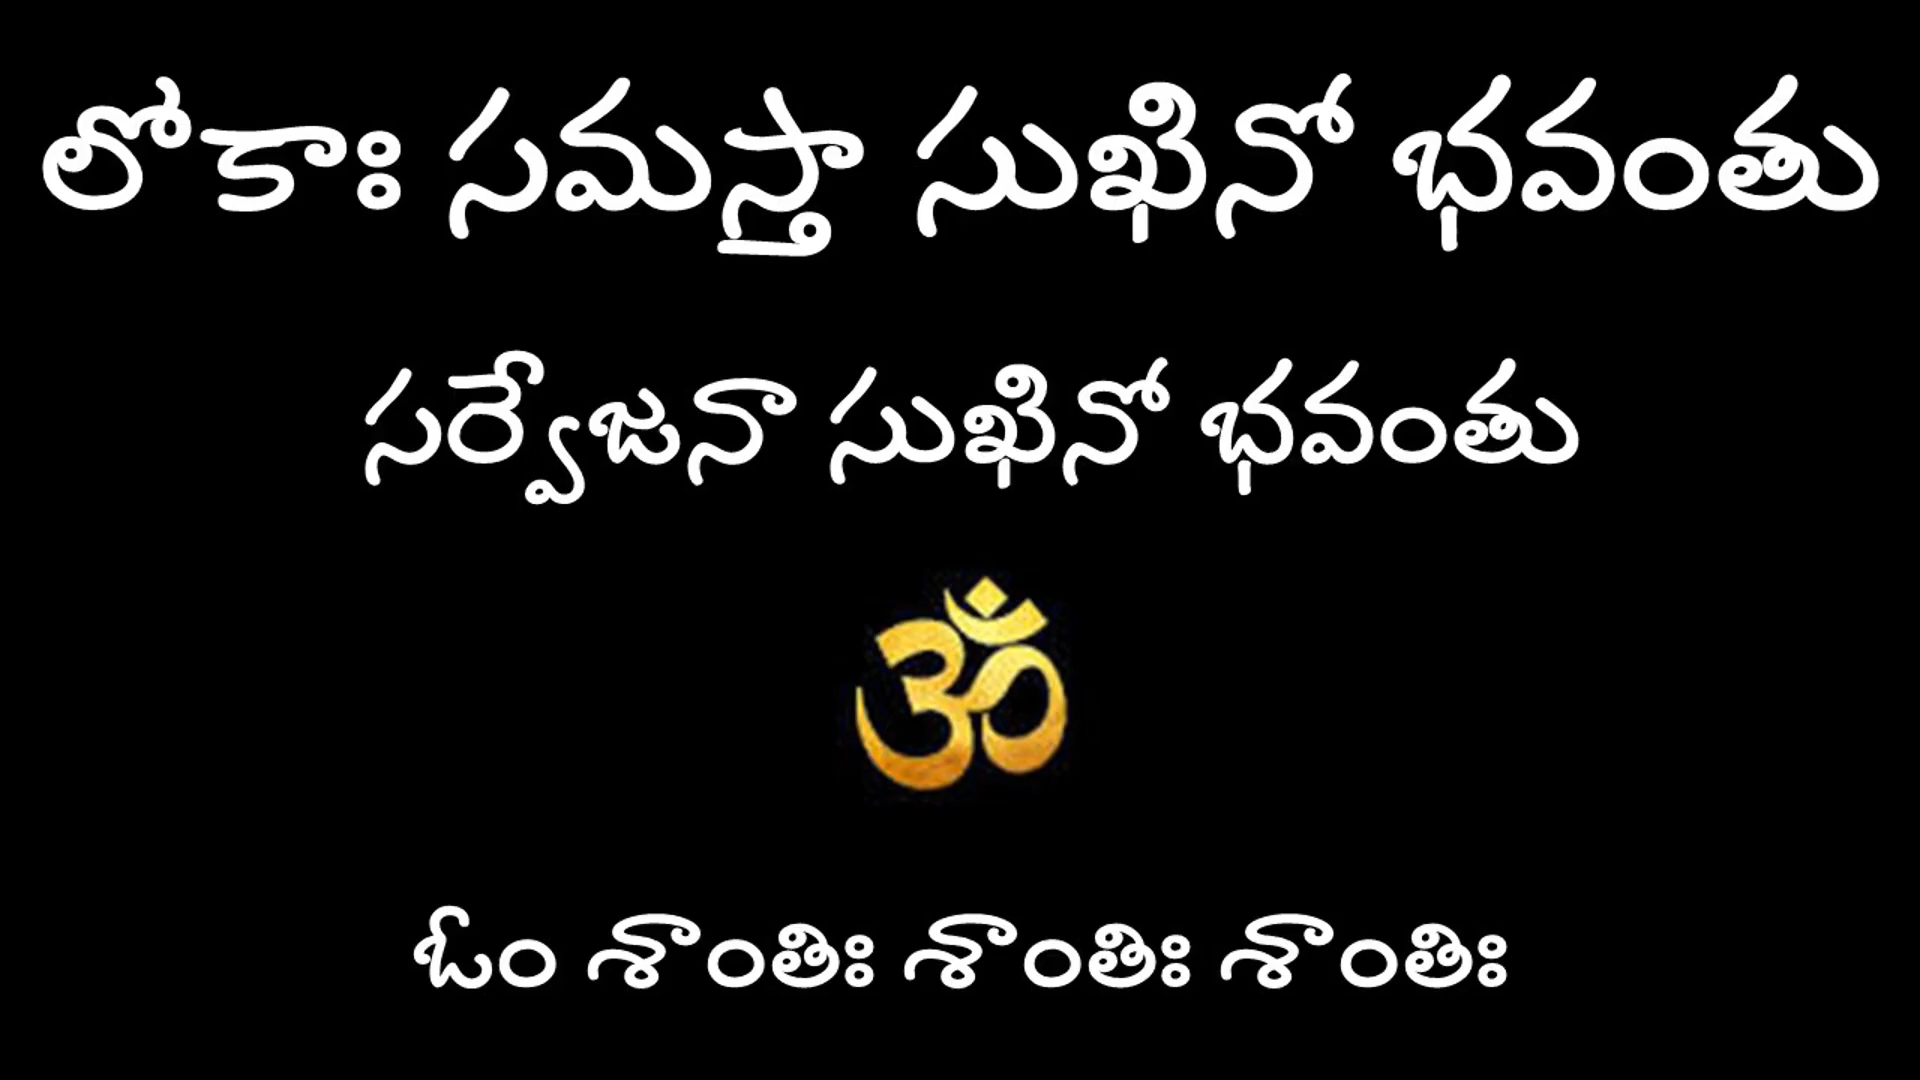 లోకాః సమస్తా సుఖినో భవంతు
సర్వేజనా సుఖినో భవంతు
ॐ
ఓం శాంతిః శాంతిః శాంతిః